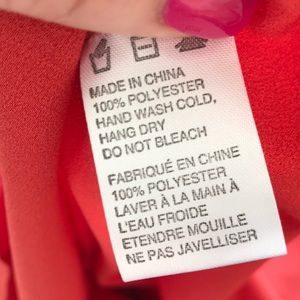 MADE IN CHINA
100% POLYESTER
HAND WASH COLD,
HANG DRY
DO NOT BLEACH
FABRIQUÉ EN CHINE
100% POLYESTER
LAVER À LA MAIN À
L'EAU FROIDE
ETENDRE MOUILLE
NE PAS JAVELLISER